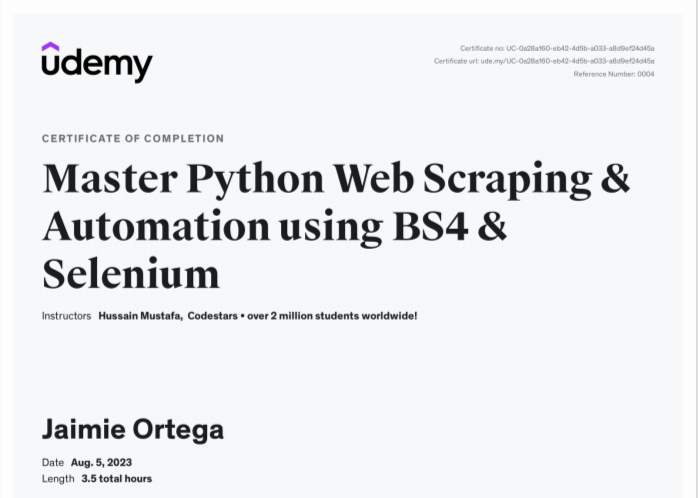 udemy
Certificate no: UC-0a28a160-eb42-4d5b-a033-a8d9ef24d45a
Certificate url: ude.my/UC-0a28a160-eb42-4d5b-a033-a8d9ef24d45a
Reference Number: 0004
CERTIFICATE OF COMPLETION
Master Python Web Scraping &
Automation using BS4 &
Selenium
Instructors Hussain Mustafa, Codestars • over 2 million students worldwide!
Jaimie Ortega
Date Aug. 5, 2023
Length 3.5 total hours